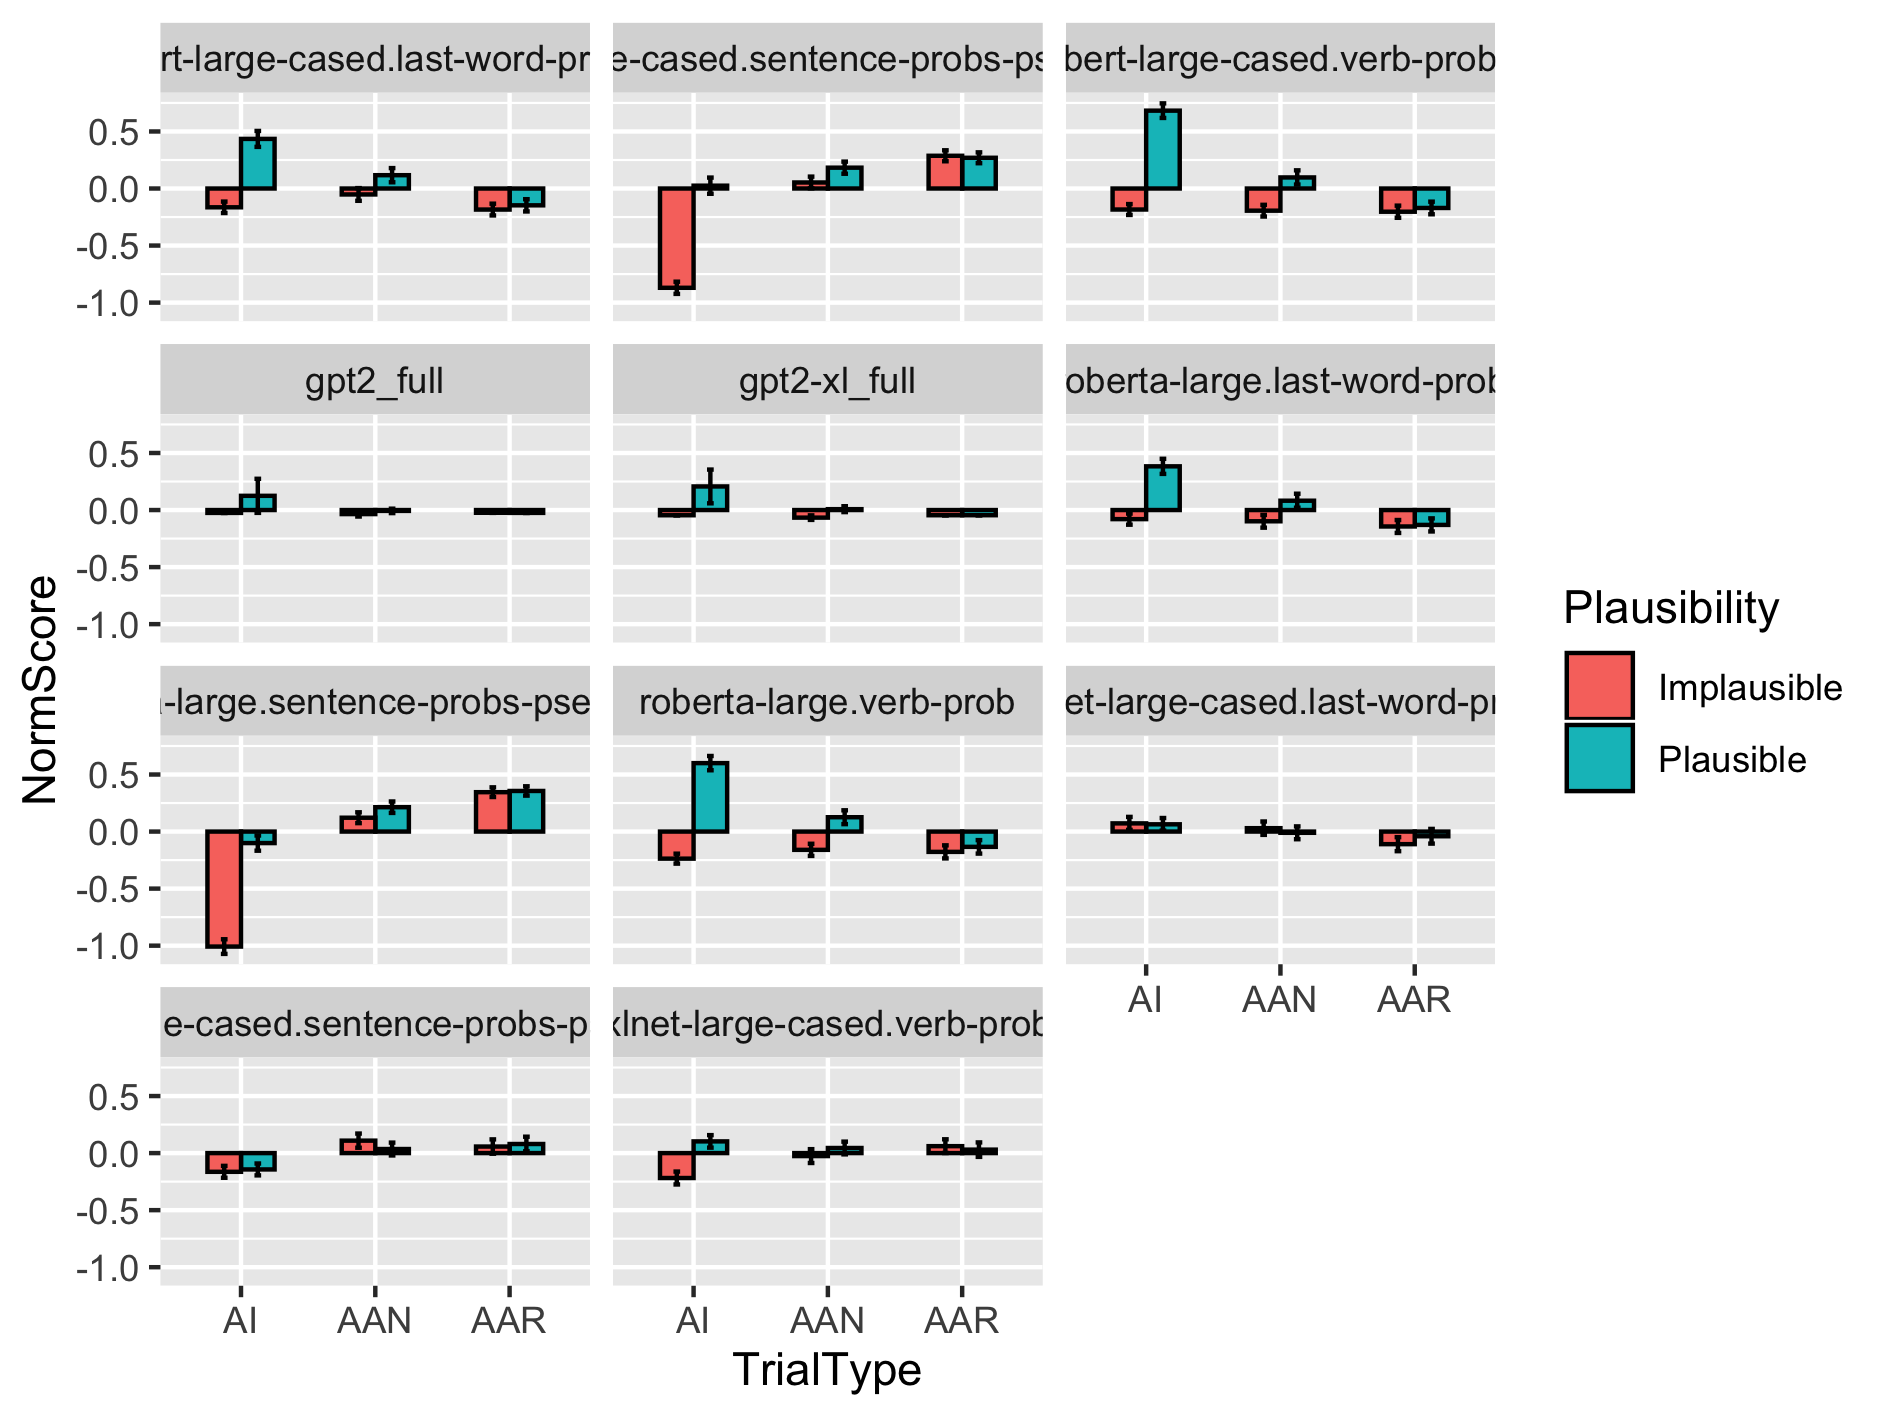 rt-large-cased.last-word-pr
e-cased.sentence-probs-ps
bert-large-cased.verb-prob
0.5
0.0
-0.5
-1.0
gpt2_full
gpt2-xl_full
oberta-large.last-word-prob
0.5
0.0
-0.5
-1.0
-large.sentence-probs-pse
roberta-large.verb-prob
et-large-cased.last-word-pr
0.5
0.0
-0.5
-1.0
AI
AAN
AAR
e-cased.sentence-probs-p
xlnet-large-cased.verb-prob
0.5
0.0
-0.5
-1.0
AI
AAN
AAR
AI
AAN
AAR
TrialType
NormScore
Plausibility
Implausible
Plausible